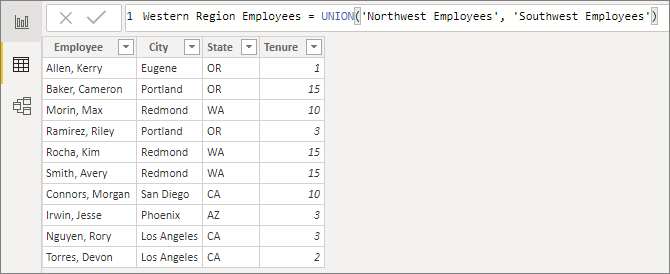 1 Western Region Employees = UNION('Northwest Employees', 'Southwest Employees')
Employee City State Tenure
Allen, Kerry Eugene OR 1
Baker, Cameron Portland OR 15
Morin, Max Redmond WA 10
Ramirez, Riley Portland OR 3
Rocha, Kim Redmond WA 15
Smith, Avery Redmond WA 15
Connors, Morgan San Diego CA 10
Irwin, Jesse Phoenix AZ 3
Nguyen, Rory Los Angeles CA 3
Torres, Devon Los Angeles CA 2